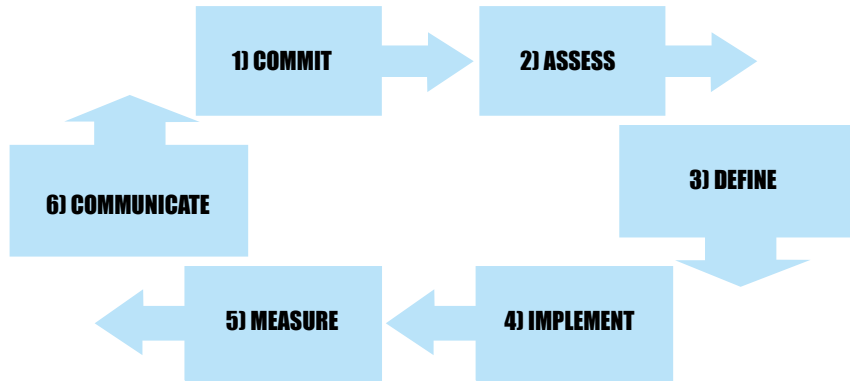 1) COMMIT
2) ASSESS
3) DEFINE
4) IMPLEMENT
5) MEASURE
6) COMMUNICATE